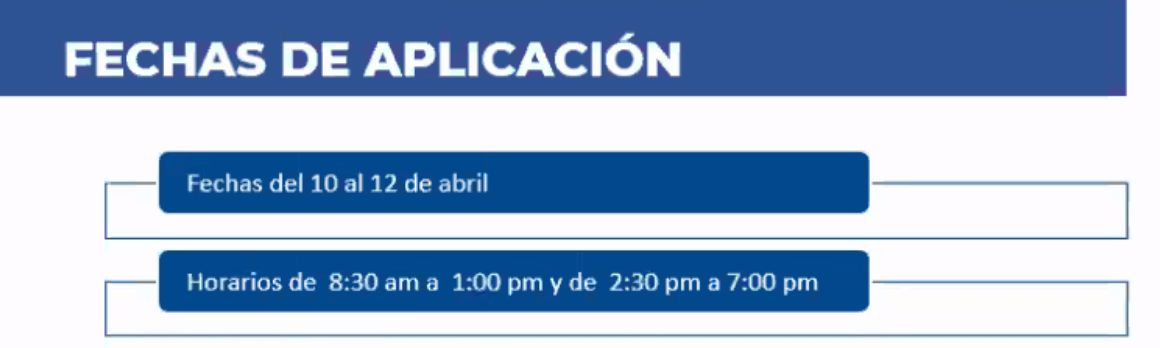 FECHAS DE APLICACIÓN
Fechas del 10 al 12 de abril
Horarios de 8:30 am a 1:00 pm y de 2:30 pm a 7:00 pm